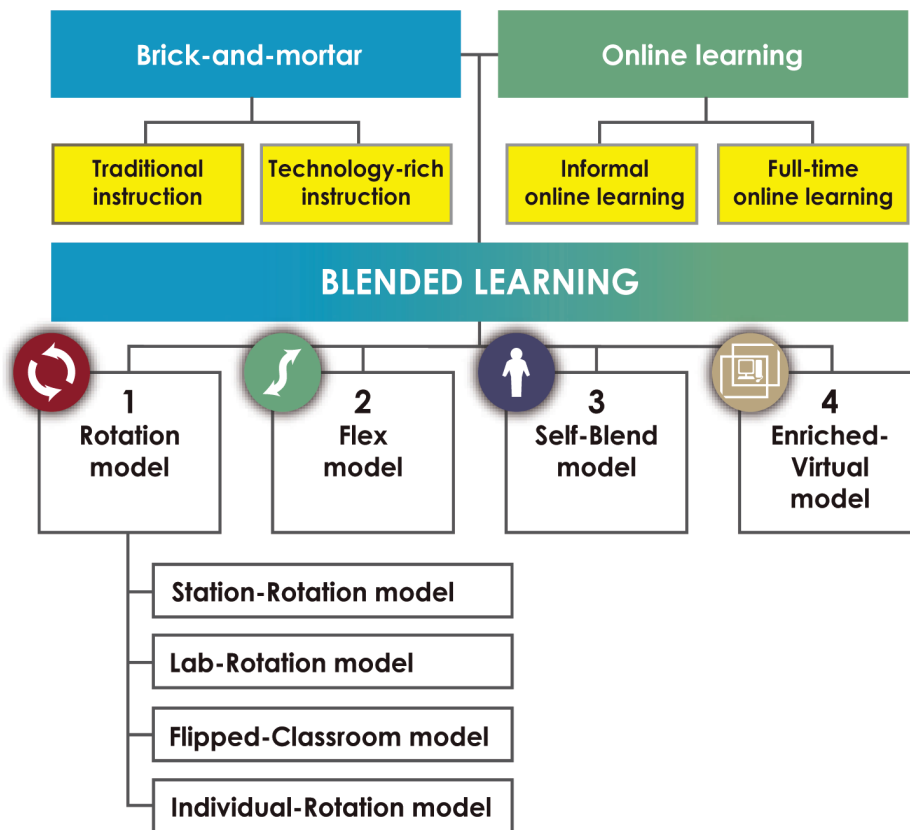 Brick-and-mortar
Online learning
Traditional
instruction
Technology-rich
instruction
Informal
online learning
Full-time
online learning
BLENDED LEARNING
1
Rotation
model
2
Flex
model
3
Self-Blend
model
4
Enriched-
Virtual
model
Station-Rotation model
Lab-Rotation model
Flipped-Classroom model
Individual-Rotation model